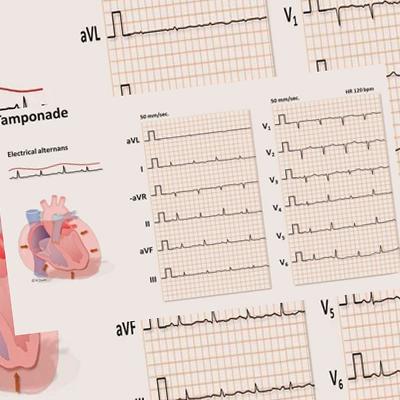 aVL
V1
Tamponade
Electrical alternans
50 mm/sec.
aVL
I
-aVR
II
aVF
III
50 mm/sec.
HR 120 bpm
V1
V2
V3
V4
V5
V6
aVF
V5
V6